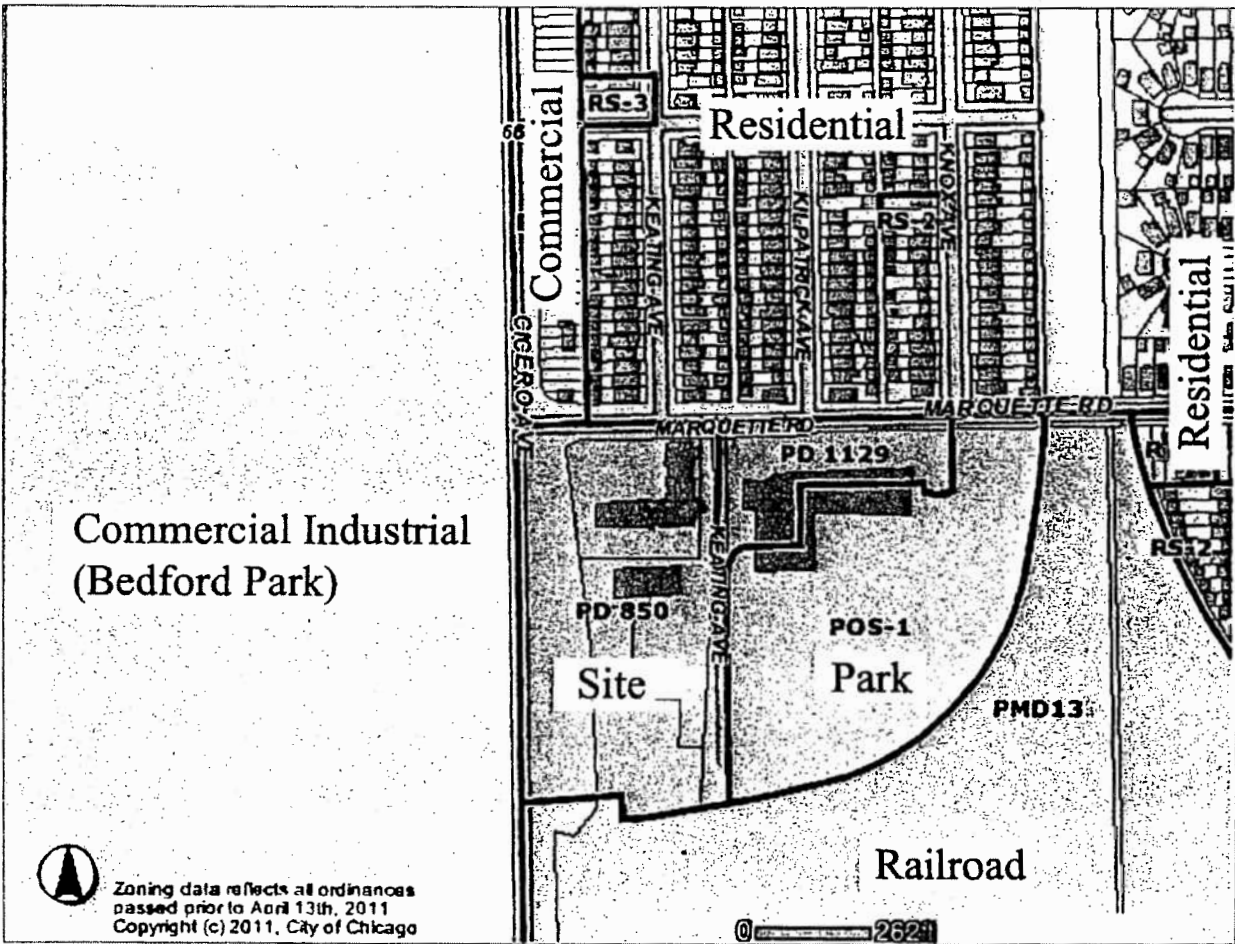 RS-3
Residential
66
Commercial
KEATING AVE
KILPATRICK AVE
KNOX AVE
RS-2
Residential
CICERO AVE
MARQUETTE RD
MARQUETTE RD
PD 1129
R
Commercial Industrial
(Bedford Park)
KEATING AVE
RS-2
PD 850
POS-1
Site
Park
PMD13
Railroad
Zoning data reflects all ordinances
passed prior to April 13th, 2011
Copyright (c) 2011, City of Chicago
0 262ft